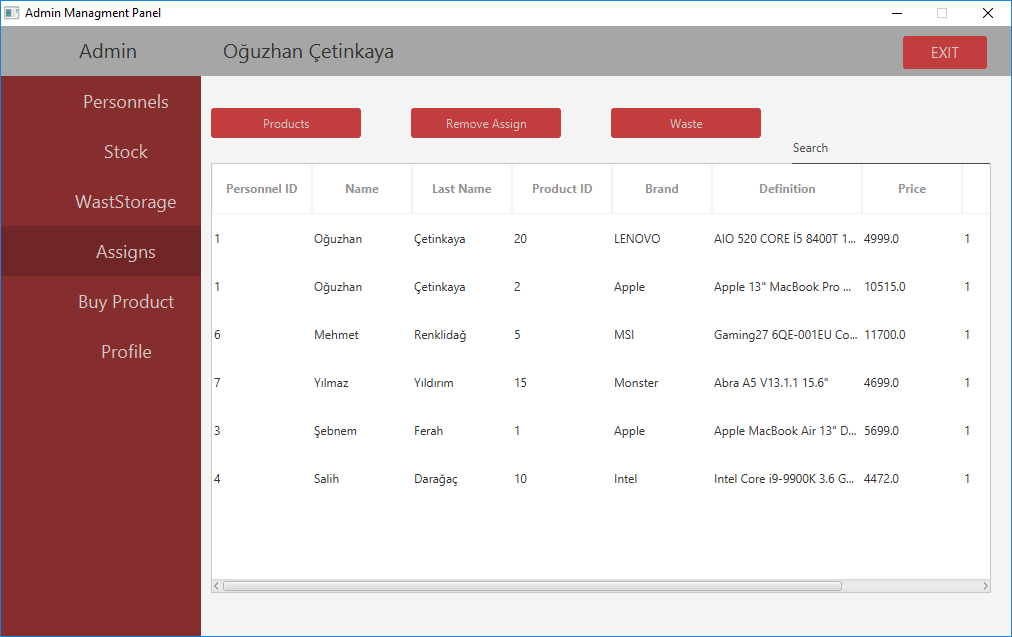 Admin Managment Panel
Admin Oğuzhan Çetinkaya EXIT
Personnels
Stock
WastStorage
Assigns
Buy Product
Profile
Products Remove Assign Waste
Search
Personnel ID Name Last Name Product ID Brand Definition Price
1 Oğuzhan Çetinkaya 20 LENOVO AIO 520 CORE İ5 8400T 1... 4999.0 1
1 Oğuzhan Çetinkaya 2 Apple Apple 13" MacBook Pro ... 10515.0 1
6 Mehmet Renklidağ 5 MSI Gaming27 6QE-001EU Co... 11700.0 1
7 Yılmaz Yıldırım 15 Monster Abra A5 V13.1.1 15.6" 4699.0 1
3 Şebnem Ferah 1 Apple Apple MacBook Air 13" D... 5699.0 1
4 Salih Darağaç 10 Intel Intel Core i9-9900K 3.6 G... 4472.0 1